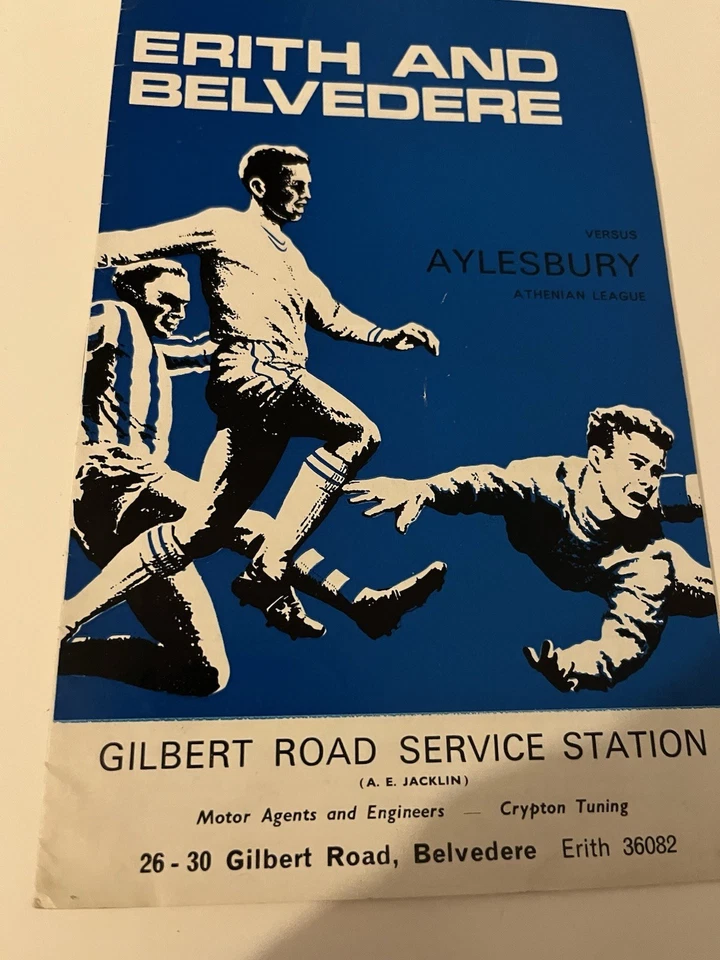 ERITH AND
BELVEDERE
VERSUS
AYLESBURY
ATHENIAN LEAGUE
GILBERT ROAD SERVICE STATION
(A. E. JACKLIN)
Motor Agents and Engineers — Crypton Tuning
26 - 30 Gilbert Road, Belvedere Erith 36082